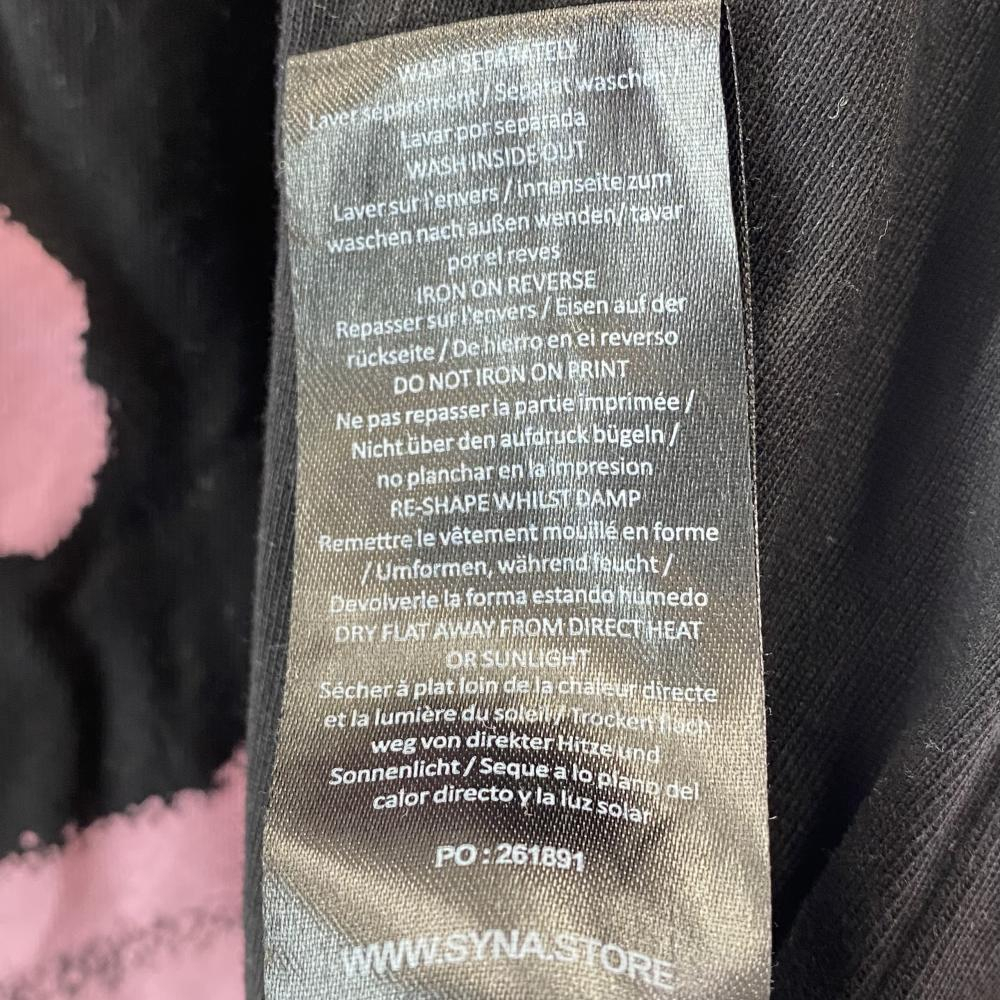 WASH SEPARATELY
Laver séparément / Separat waschen
Lavar por separada
WASH INSIDE OUT
Laver sur l'envers / Innenseite zum
waschen nach außen wenden/ tavar
por el reves
IRON ON REVERSE
Repasser sur l'envers / Eisen auf der
rückseite / De hierro en ei reverso
DO NOT IRON ON PRINT
Ne pas repasser la partie imprimée /
Nicht über den aufdruck bügeln /
no planchar en la impresion
RE-SHAPE WHILST DAMP
Remettre le vêtement mouillé en forme
/ Umformen, während feucht /
Devolverle la forma estando húmedo
DRY FLAT AWAY FROM DIRECT HEAT
OR SUNLIGHT
Sécher à plat loin de la chaleur directe
et la lumière du soleil / Trocken flach
weg von direkter Hitze und
Sonnenlicht / Seque a lo plano del
calor directo y la luz solar
PO : 261891
WWW.SYNA.STORE